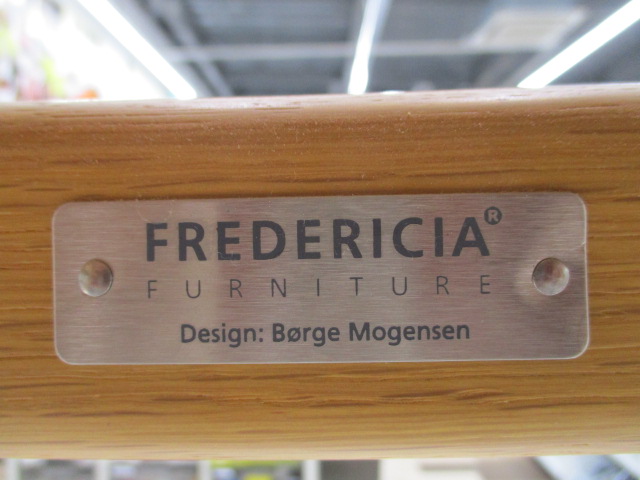 FREDERICIA®
FURNITURE
Design: Børge Mogensen